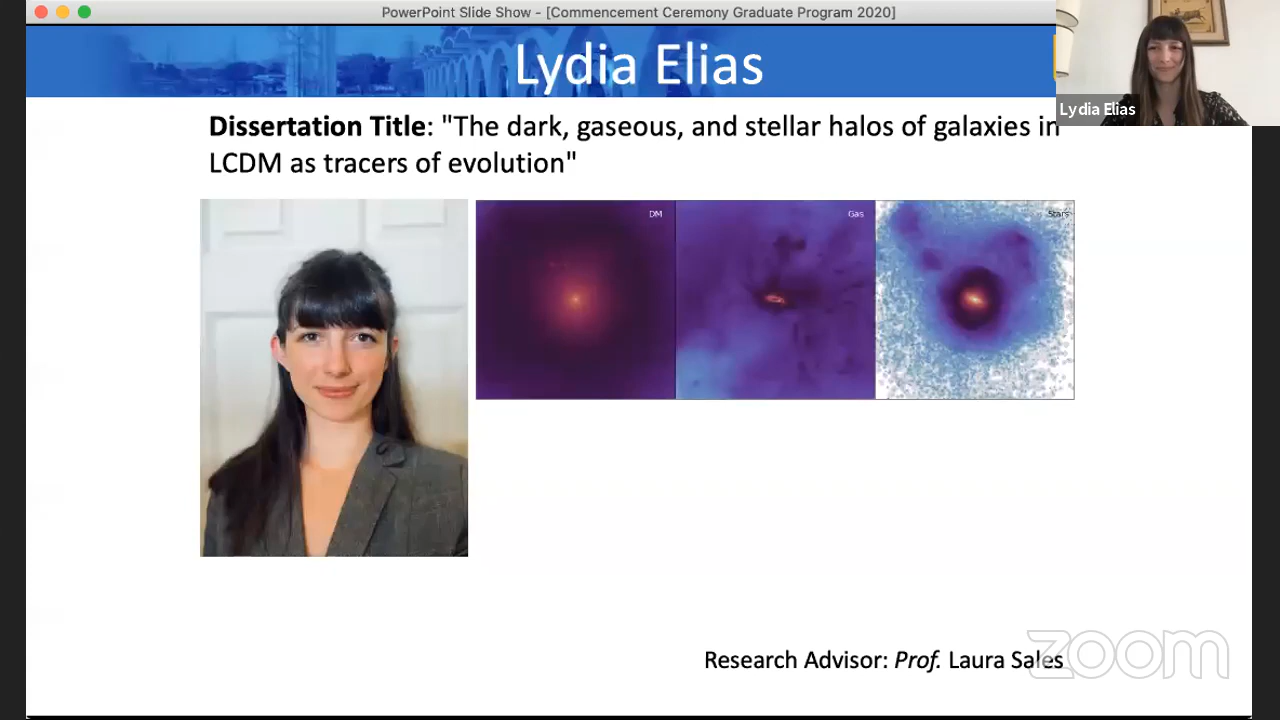 PowerPoint Slide Show - [Commencement Ceremony Graduate Program 2020]
Lydia Elias
Lydia Elias
Dissertation Title: "The dark, gaseous, and stellar halos of galaxies in
LCDM as tracers of evolution"
DM
Gas
Stars
Research Advisor: Prof. Laura Sales
zoom